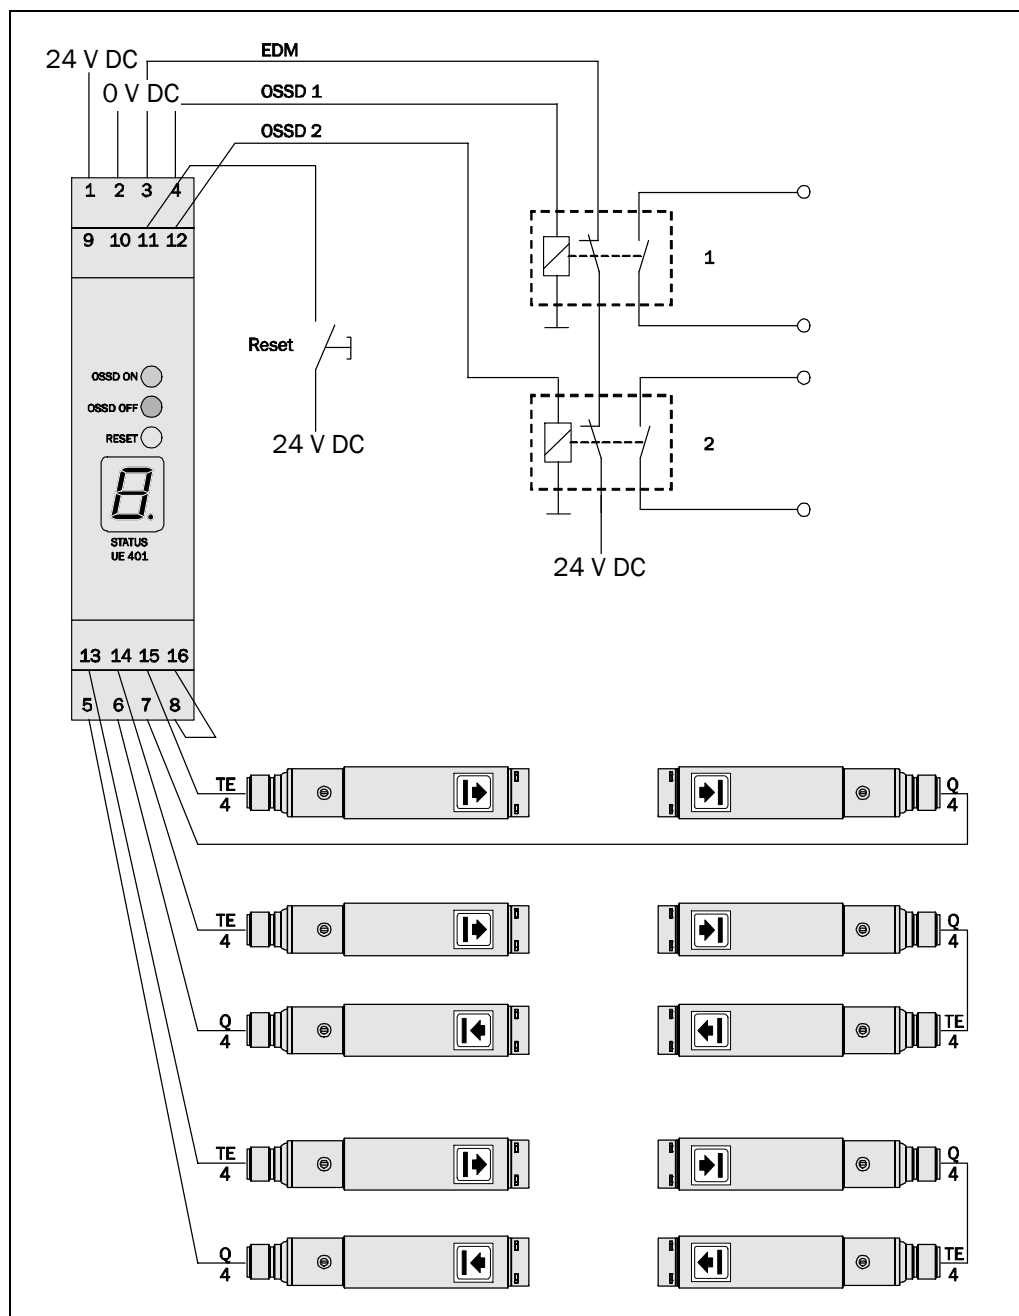 EDM
24 V DC
0 V DC
OSSD 1
OSSD 2
1 2 3 4
9 10 11 12
1
Reset
OSSD ON
OSSD OFF
RESET
24 V DC
2
8.
STATUS
UE 401
24 V DC
13 14 15 16
5 6 7 8
TE
4
Q
4
TE
4
Q
4
Q
4
TE
4
TE
4
Q
4
Q
4
TE
4